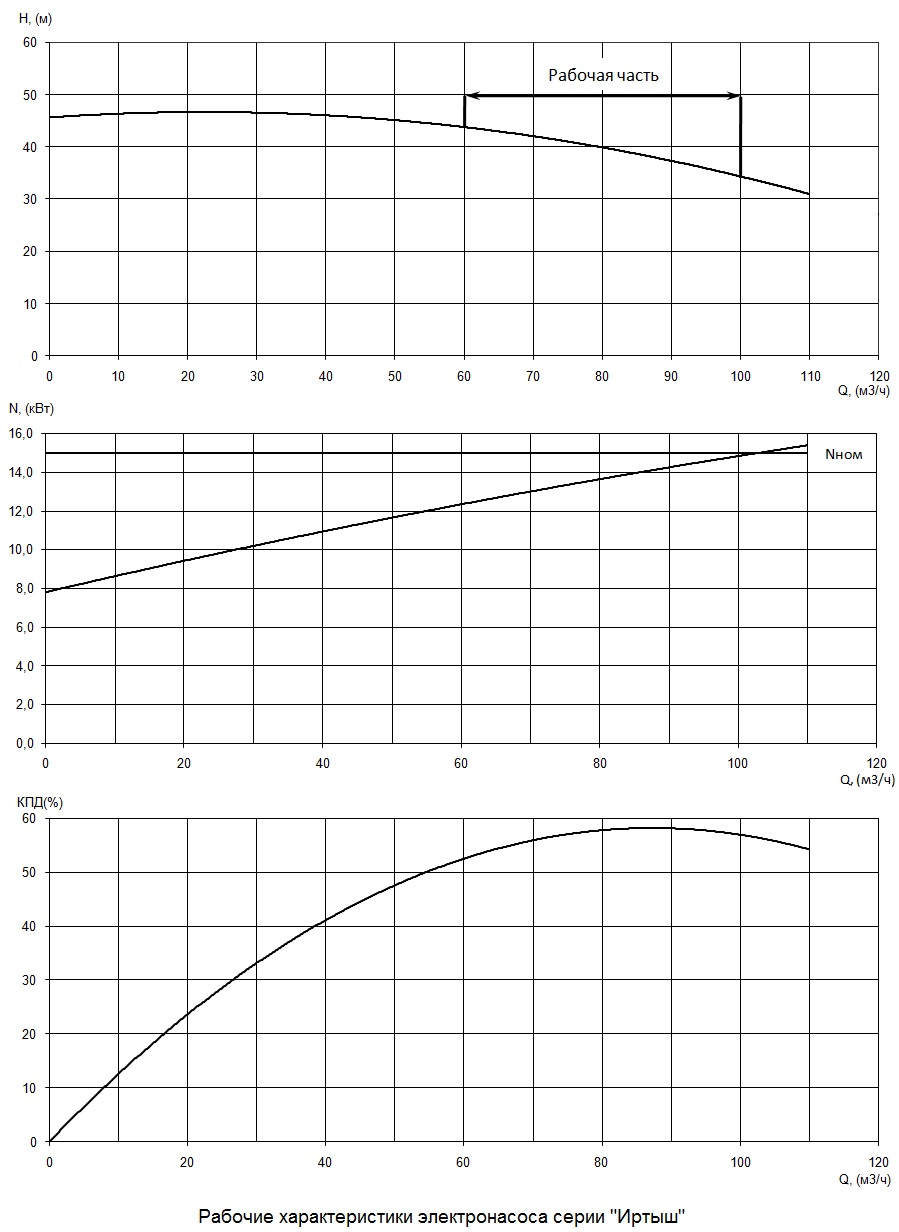 Н, (м)
60
Рабочая часть
50
40
30
20
10
0
0 10 20 30 40 50 60 70 80 90 100 110 120
Q, (м3/ч)
N, (кВт)
16,0
Nном
14,0
12,0
10,0
8,0
6,0
4,0
2,0
0,0
0 20 40 60 80 100 120
Q, (м3/ч)
КПД(%)
60
50
40
30
20
10
0
0 20 40 60 80 100 120
Q, (м3/ч)
Рабочие характеристики электронасоса серии "Иртыш"